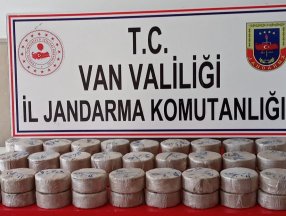 T.C.
VAN VALİLİĞİ
İL JANDARMA KOMUTANLIĞI